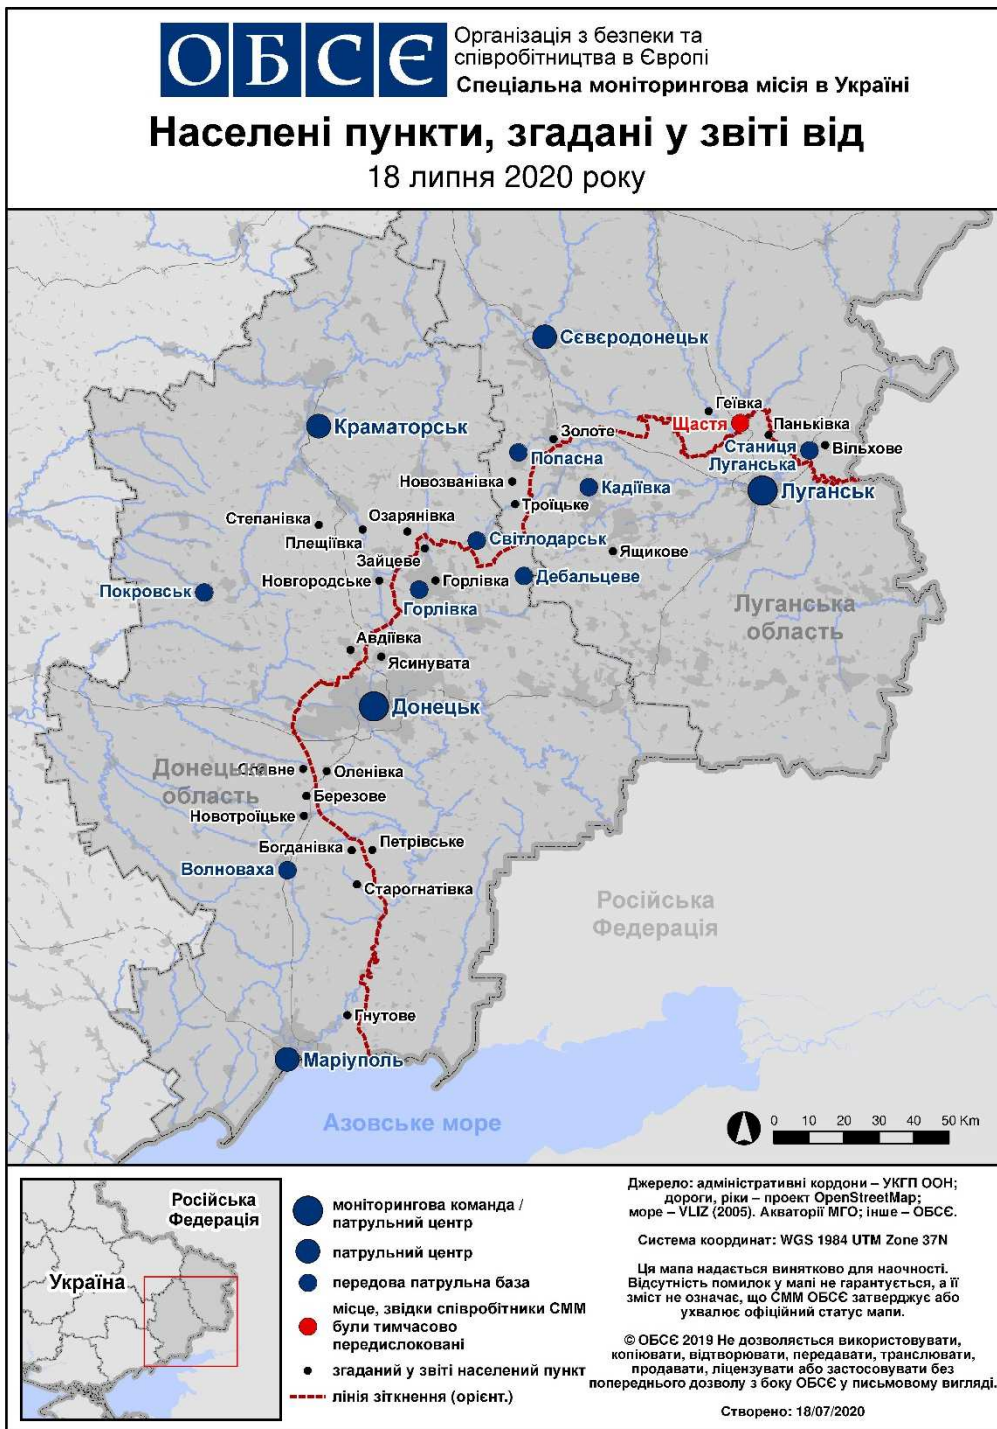 ОБСЄ
Організація з безпеки та
співробітництва в Європі
Спеціальна моніторингова місія в Україні
Населені пункти, згадані у звіті від
18 липня 2020 року
Сєвєродонецьк
Геївка
Щастя
Паньківка
Краматорськ
Золоте
Станиця
Луганська
Вільхове
Попасна
Новозванівка
Кадіївка
Луганськ
Троїцьке
Степанівка
Озарянівка
Плещіївка
Світлодарськ
Зайцеве
Ящикове
Новгородське
Горлівка
Дебальцеве
Покровськ
Горлівка
Луганська
область
Авдіївка
Ясинувата
Донецьк
Донецька
область
Славне
Оленівка
Березове
Новотроїцьке
Богданівка
Петрівське
Волноваха
Старогнатівка
Російська
Федерація
Гнутове
Маріуполь
Азовське море
0 10 20 30 40 50 Km
Російська
Федерація
Україна
моніторингова команда /
патрульний центр
патрульний центр
передова патрульна база
місце, звідки співробітники СММ
були тимчасово
передислоковані
згаданий у звіті населений пункт
лінія зіткнення (орієнт.)
Джерело: адміністративні кордони – УКГП ООН;
дороги, ріки – проект OpenStreetMap;
море – VLIZ (2005). Акваторії МГО; інше – ОБСЄ.
Система координат: WGS 1984 UTM Zone 37N
Ця мапа надається винятково для наочності.
Відсутність помилок у мапі не гарантується, а її
зміст не означає, що СММ ОБСЄ затверджує або
ухвалює офіційний статус мапи.
© ОБСЄ 2019 Не дозволяється використовувати,
копіювати, відтворювати, передавати, транслювати,
продавати, ліцензувати або застосовувати без
попереднього дозволу з боку ОБСЄ у письмовому вигляді.
Створено: 18/07/2020